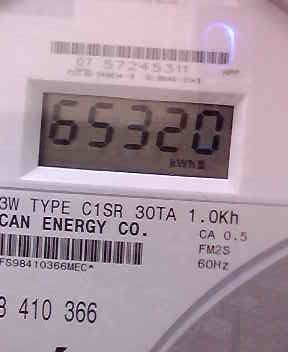 07 57245311
65320
kWh
3W TYPE C1SR 30TA 1.0Kh
CAN ENERGY CO.
CA 0.5
FM2S
60Hz
FS98410366MEC*
8 410 366